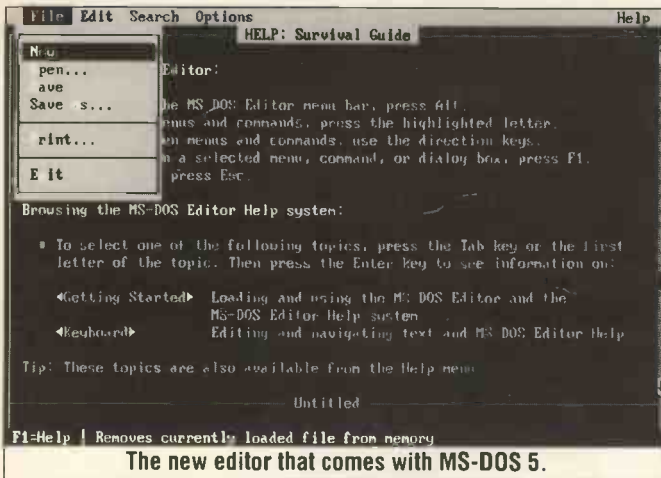 File Edit Search Options Help
HELP: Survival Guide
New
pen...
ave
Save s...
rint...
E it
Editor:
he MS DOS Editor menu bar, press Alt.
enus and commands, press the highlighted letter.
n menus and commands, use the direction keys.
n a selected menu, command, or dialog box, press F1.
press Esc.
Browsing the MS-DOS Editor Help system:
To select one of the following topics, press the Tab key or the first
letter of the topic. Then press the Enter key to see information on:
◄Getting Started► Loading and using the MS DOS Editor and the
MS-DOS Editor Help system
◄Keyboard► Editing and navigating text and MS DOS Editor Help
Tip: These topics are also available from the Help menu
Untitled
F1=Help | Removes currently loaded file from memory
The new editor that comes with MS-DOS 5.